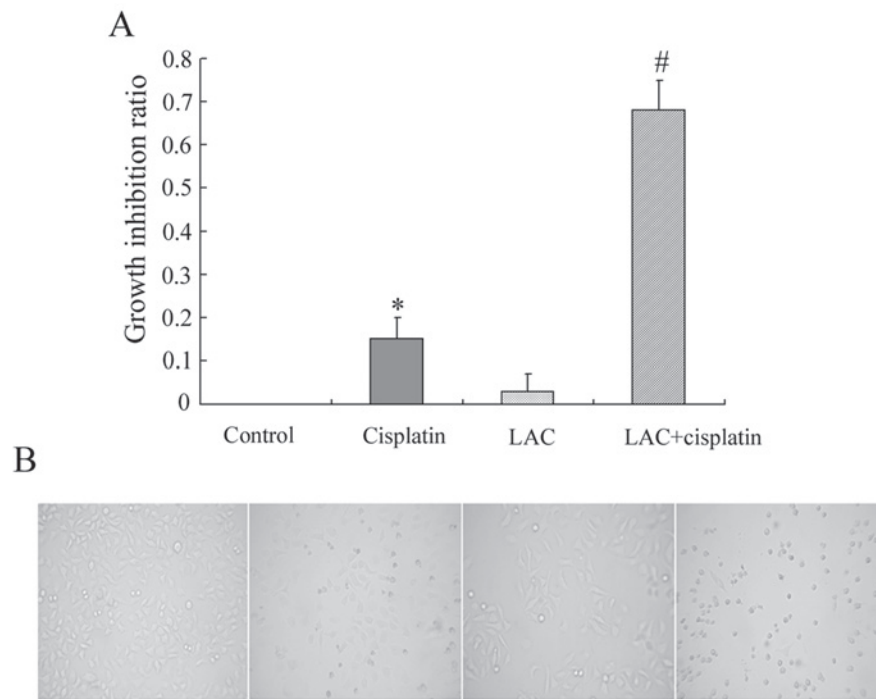 A
Growth inhibition ratio
0.8
0.7
0.6
0.5
0.4
0.3
0.2
0.1
0
*
#
Control
Cisplatin
LAC
LAC+cisplatin
B